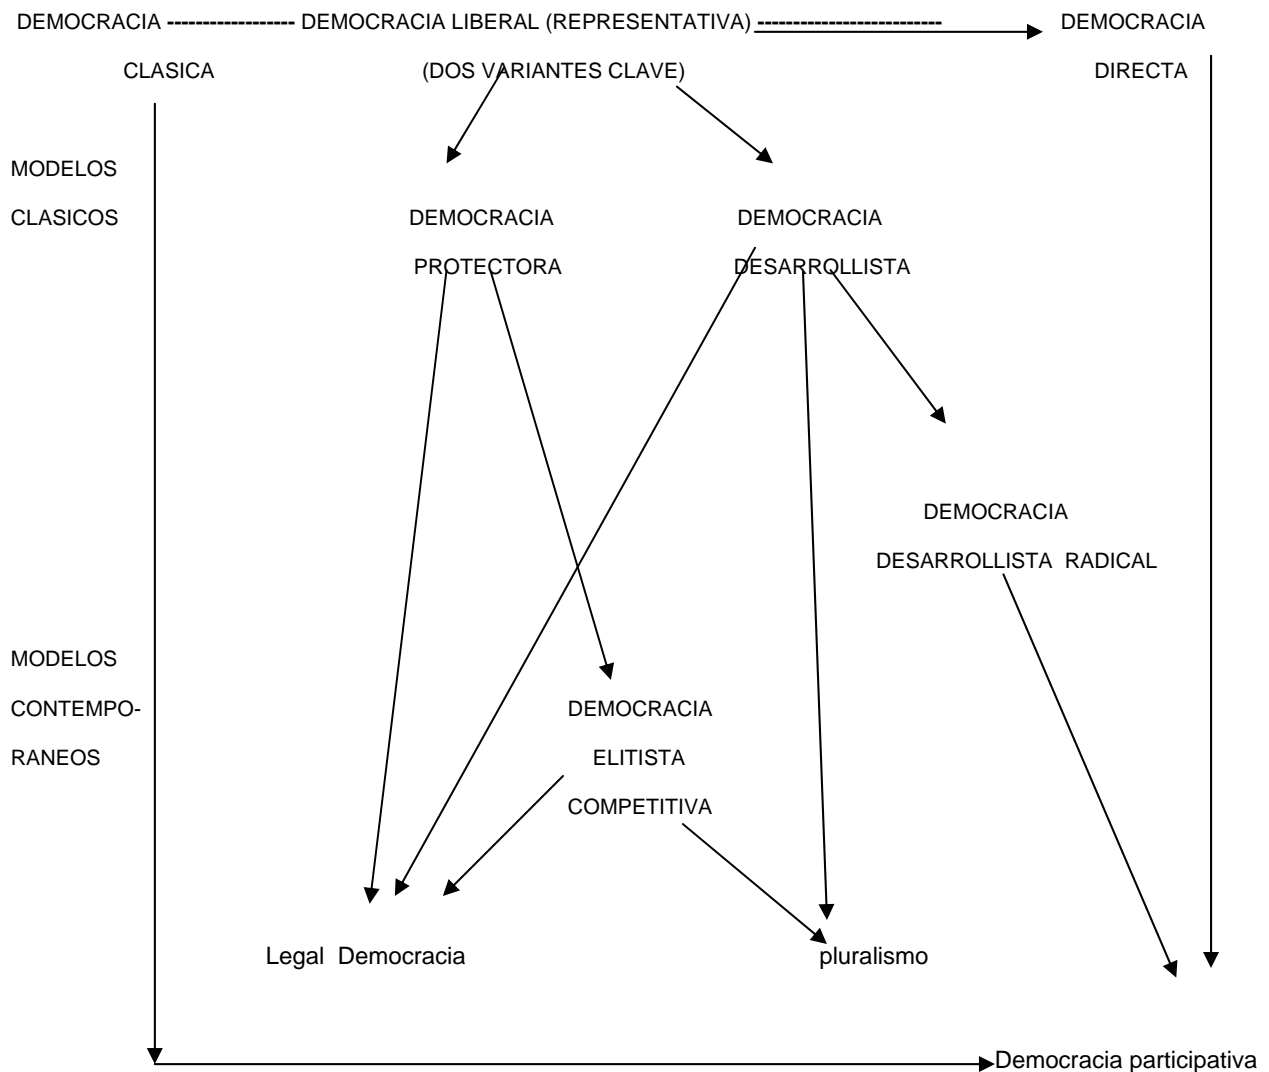 DEMOCRACIA ------------------ DEMOCRACIA LIBERAL (REPRESENTATIVA) -------------------------- DEMOCRACIA
CLASICA (DOS VARIANTES CLAVE) DIRECTA
MODELOS
CLASICOS DEMOCRACIA DEMOCRACIA
PROTECTORA DESARROLLISTA
DEMOCRACIA
DESARROLLISTA RADICAL
MODELOS
CONTEMPO- DEMOCRACIA
RANEOS ELITISTA
COMPETITIVA
Legal Democracia pluralismo
Democracia participativa